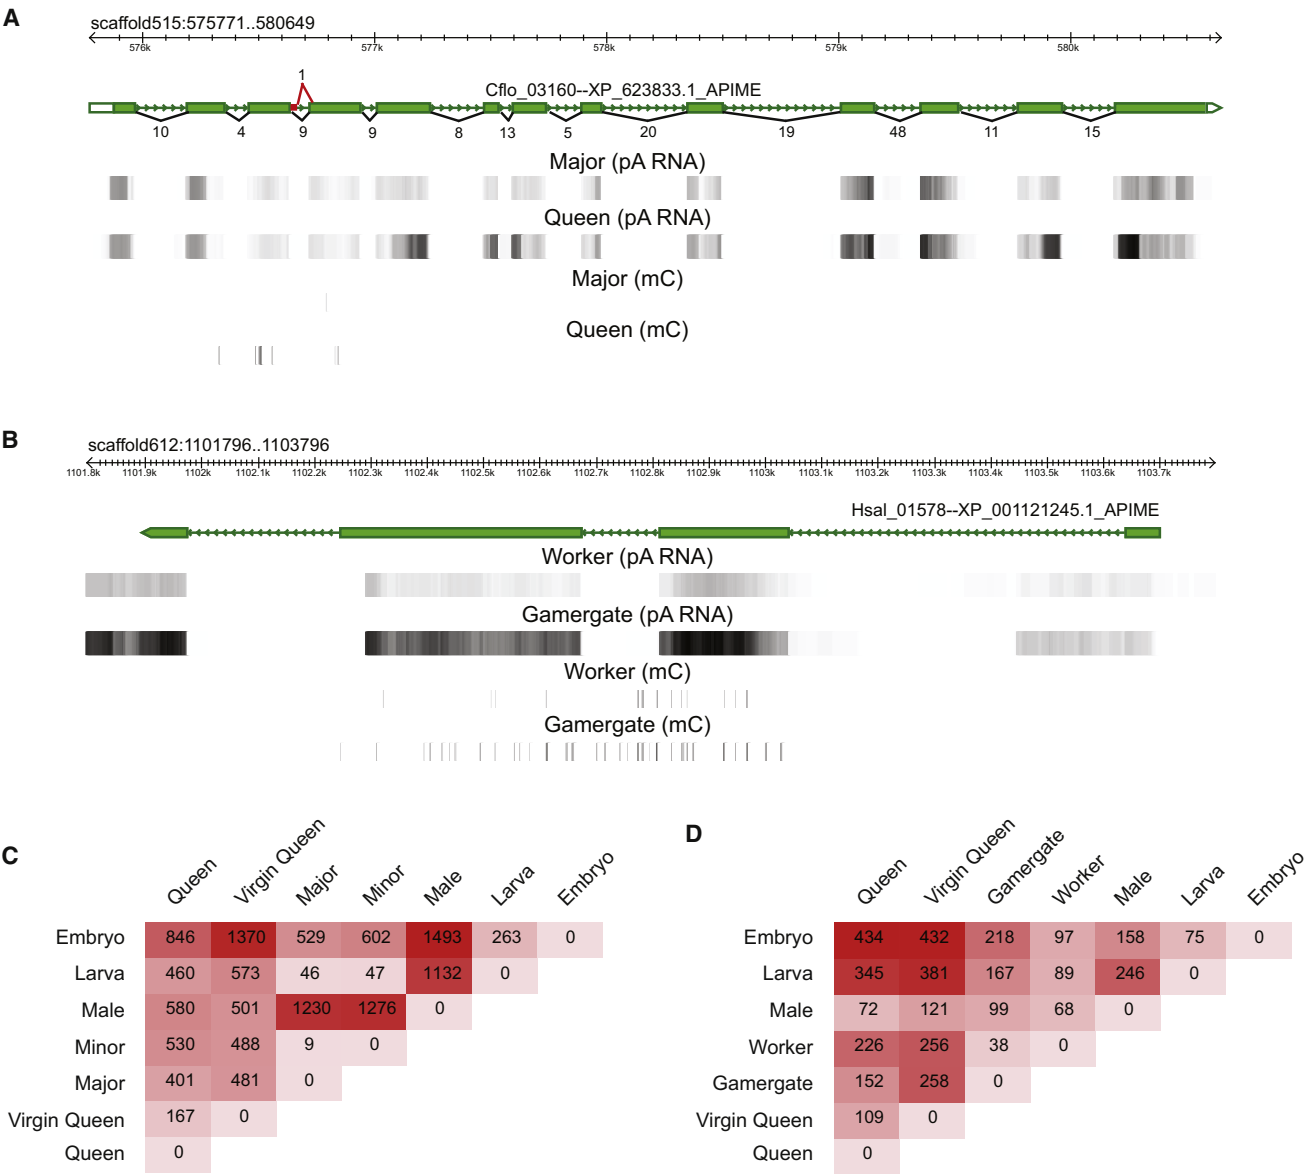 A
scaffold515:575771..580649
576k 577k 578k 579k 580k
1
Cflo_03160--XP_623833.1_APIME
10 4 9 9 8 13 5 20 19 48 11 15
Major (pA RNA)
Queen (pA RNA)
Major (mC)
Queen (mC)
B
scaffold612:1101796..1103796
1101.8k 1101.9k 1102k 1102.1k 1102.2k 1102.3k 1102.4k 1102.5k 1102.6k 1102.7k 1102.8k 1102.9k 1103k 1103.1k 1103.2k 1103.3k 1103.4k 1103.5k 1103.6k 1103.7k
Hsal_01578--XP_001121245.1_APIME
Worker (pA RNA)
Gamergate (pA RNA)
Worker (mC)
Gamergate (mC)
C
Queen Virgin Queen Major Minor Male Larva Embryo
Embryo 846 1370 529 602 1493 263 0
Larva 460 573 46 47 1132 0
Male 580 501 1230 1276 0
Minor 530 488 9 0
Major 401 481 0
Virgin Queen 167 0
Queen 0
D
Queen Virgin Queen Gamergate Worker Male Larva Embryo
Embryo 434 432 218 97 158 75 0
Larva 345 381 167 89 246 0
Male 72 121 99 68 0
Worker 226 256 38 0
Gamergate 152 258 0
Virgin Queen 109 0
Queen 0